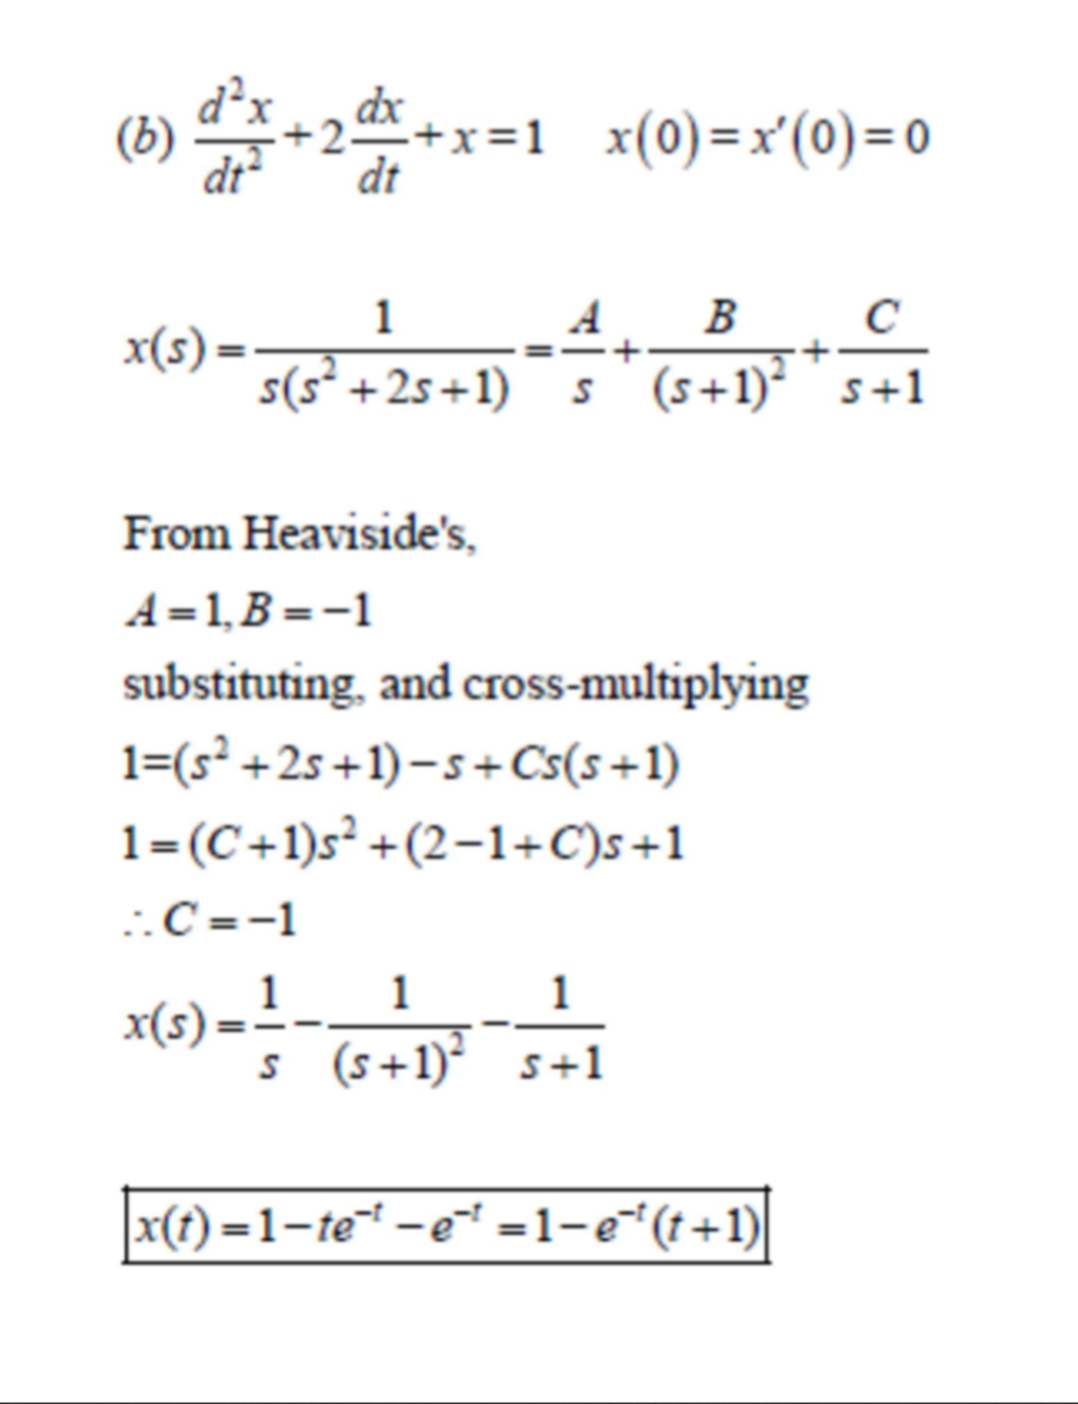 (b) d²x/dt² + 2 dx/dt + x = 1 x(0) = x′(0) = 0
x(s) = 1/(s(s² + 2s + 1)) = A/s + B/(s+1)² + C/(s+1)
From Heaviside's,
A = 1, B = −1
substituting, and cross-multiplying
1=(s² + 2s + 1) − s + Cs(s + 1)
1 = (C + 1)s² + (2 − 1 + C)s + 1
∴ C = −1
x(s) = 1/s − 1/(s+1)² − 1/(s+1)
x(t) = 1 − te⁻ᵗ − e⁻ᵗ = 1 − e⁻ᵗ(t + 1)